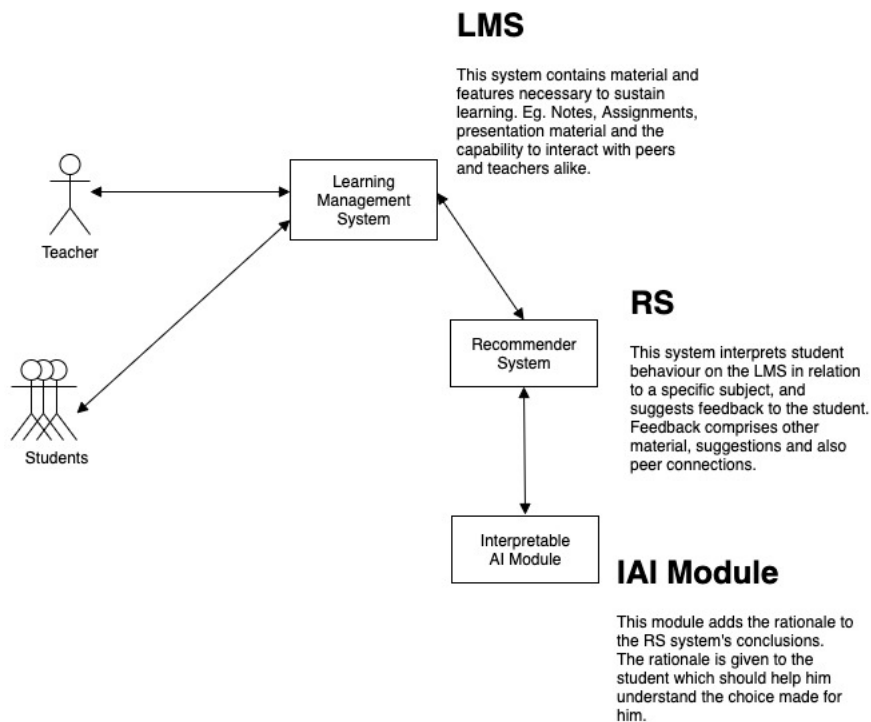 LMS
This system contains material and
features necessary to sustain
learning. Eg. Notes, Assignments,
presentation material and the
capability to interact with peers
and teachers alike.
Learning
Management
System
Teacher
RS
This system interprets student
behaviour on the LMS in relation
to a specific subject, and
suggests feedback to the student.
Feedback comprises other
material, suggestions and also
peer connections.
Recommender
System
Students
Interpretable
AI Module
IAI Module
This module adds the rationale to
the RS system's conclusions.
The rationale is given to the
student which should help him
understand the choice made for
him.